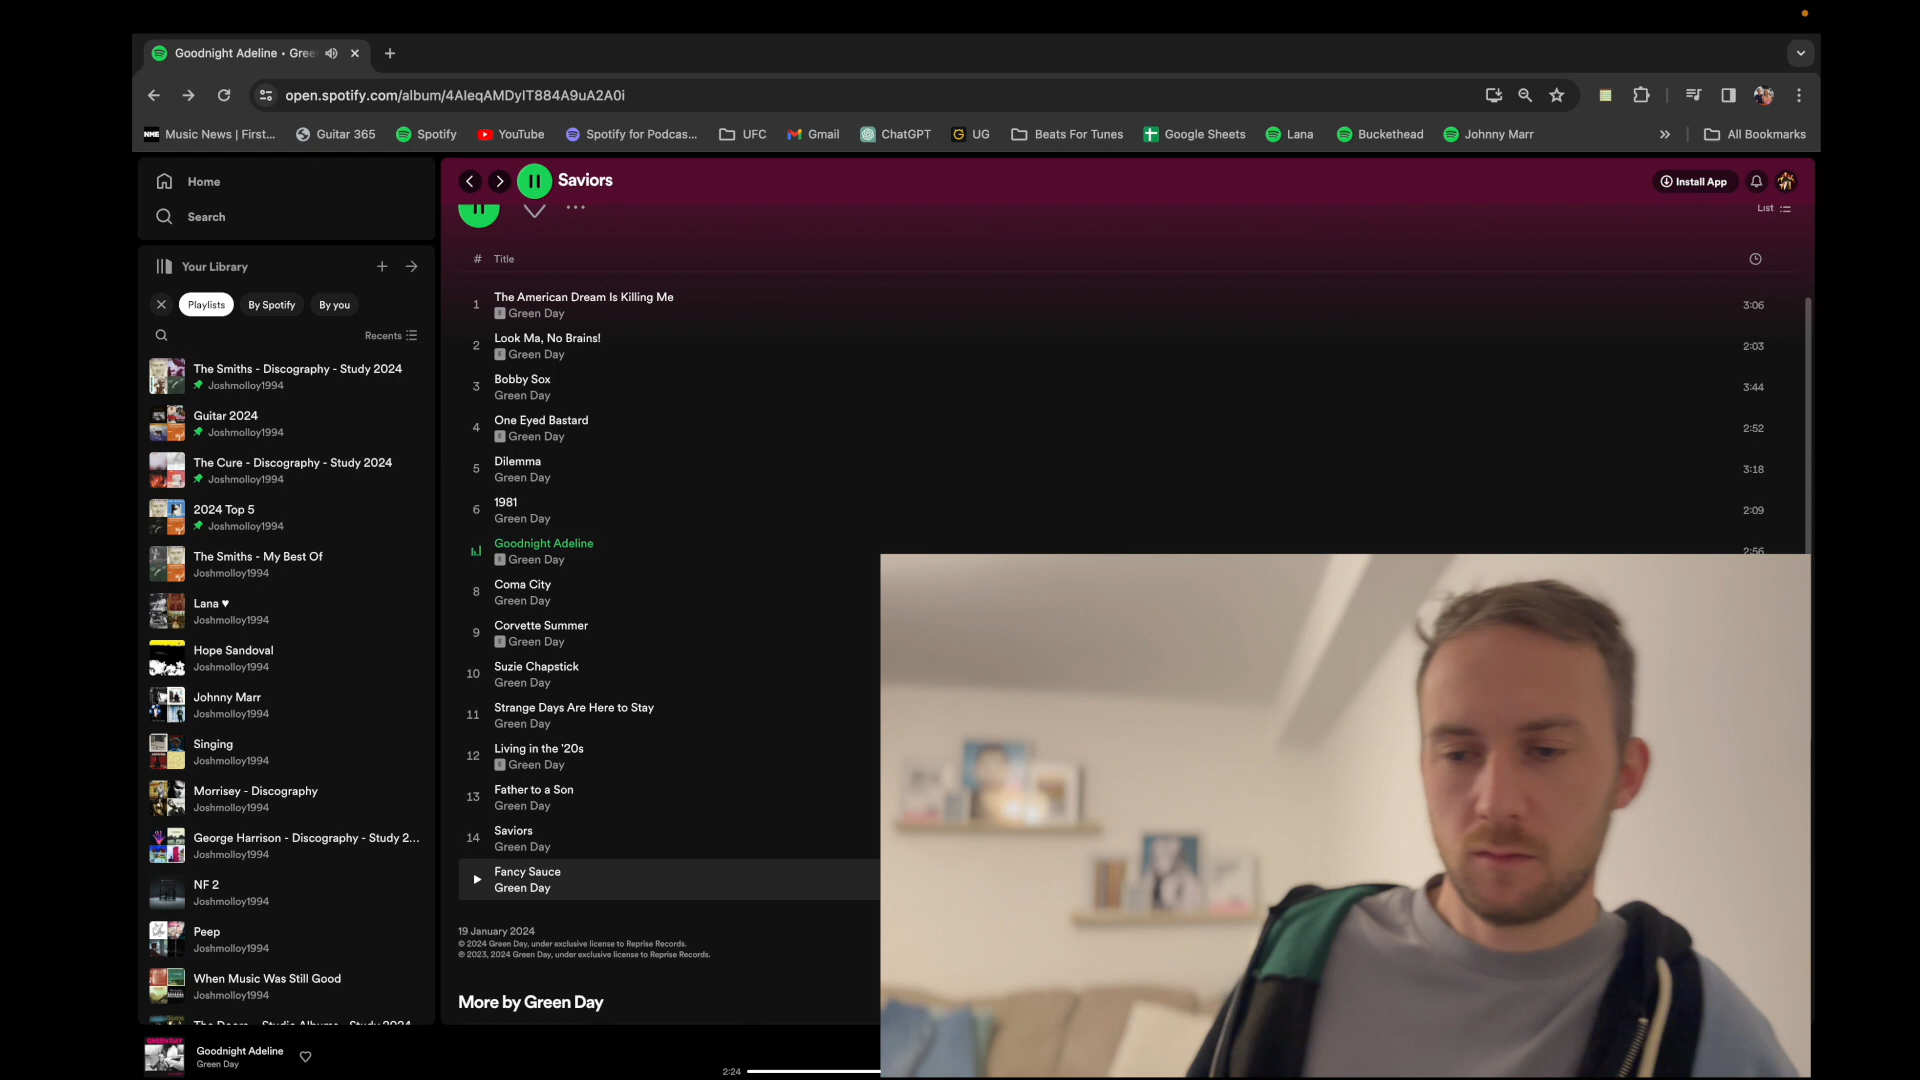 Goodnight Adeline • Gree
open.spotify.com/album/4AleqAMDylT884A9uA2A0i
NME Music News | First...
Guitar 365
Spotify
YouTube
Spotify for Podcas...
UFC
Gmail
ChatGPT
UG
Beats For Tunes
Google Sheets
Lana
Buckethead
Johnny Marr
All Bookmarks
Home
Search
Your Library
Playlists
By Spotify
By you
Recents
The Smiths - Discography - Study 2024
Joshmolloy1994
Guitar 2024
Joshmolloy1994
The Cure - Discography - Study 2024
Joshmolloy1994
2024 Top 5
Joshmolloy1994
The Smiths - My Best Of
Joshmolloy1994
Lana ♥
Joshmolloy1994
Hope Sandoval
Joshmolloy1994
Johnny Marr
Joshmolloy1994
Singing
Joshmolloy1994
Morrisey - Discography
Joshmolloy1994
George Harrison - Discography - Study 2...
Joshmolloy1994
NF 2
Joshmolloy1994
Peep
Joshmolloy1994
When Music Was Still Good
Joshmolloy1994
The Doors - Studio Albums - Study 2024
Saviors
Install App
List
# Title
1 The American Dream Is Killing Me 3:06
E Green Day
2 Look Ma, No Brains! 2:03
E Green Day
3 Bobby Sox 3:44
Green Day
4 One Eyed Bastard 2:52
E Green Day
5 Dilemma 3:18
Green Day
6 1981 2:09
Green Day
Goodnight Adeline 2:56
E Green Day
8 Coma City
Green Day
9 Corvette Summer
E Green Day
10 Suzie Chapstick
Green Day
11 Strange Days Are Here to Stay
Green Day
12 Living in the '20s
E Green Day
13 Father to a Son
Green Day
14 Saviors
Green Day
Fancy Sauce
Green Day
19 January 2024
© 2024 Green Day, under exclusive license to Reprise Records.
℗ 2023, 2024 Green Day, under exclusive license to Reprise Records.
More by Green Day
GREEN DAY
Goodnight Adeline
Green Day
2:24